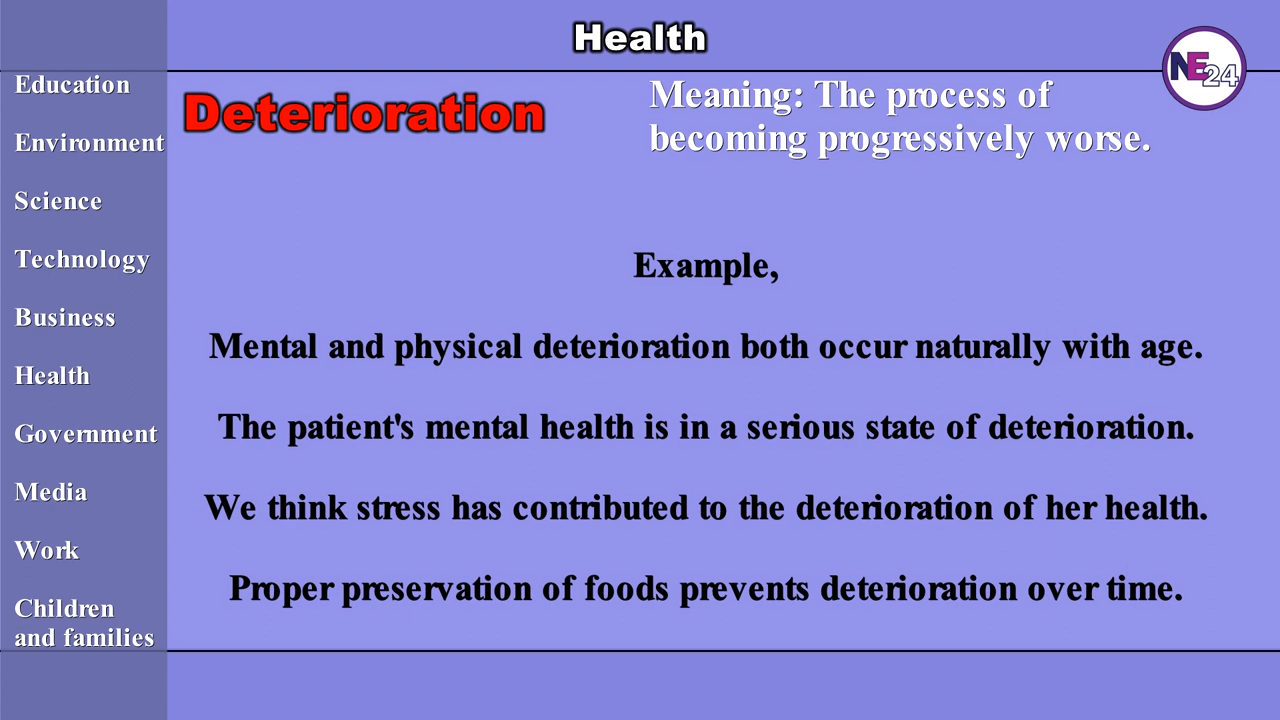 Health
NE24
Education
Environment
Science
Technology
Business
Health
Government
Media
Work
Children
and families
Deterioration
Meaning: The process of
becoming progressively worse.
Example,
Mental and physical deterioration both occur naturally with age.
The patient's mental health is in a serious state of deterioration.
We think stress has contributed to the deterioration of her health.
Proper preservation of foods prevents deterioration over time.